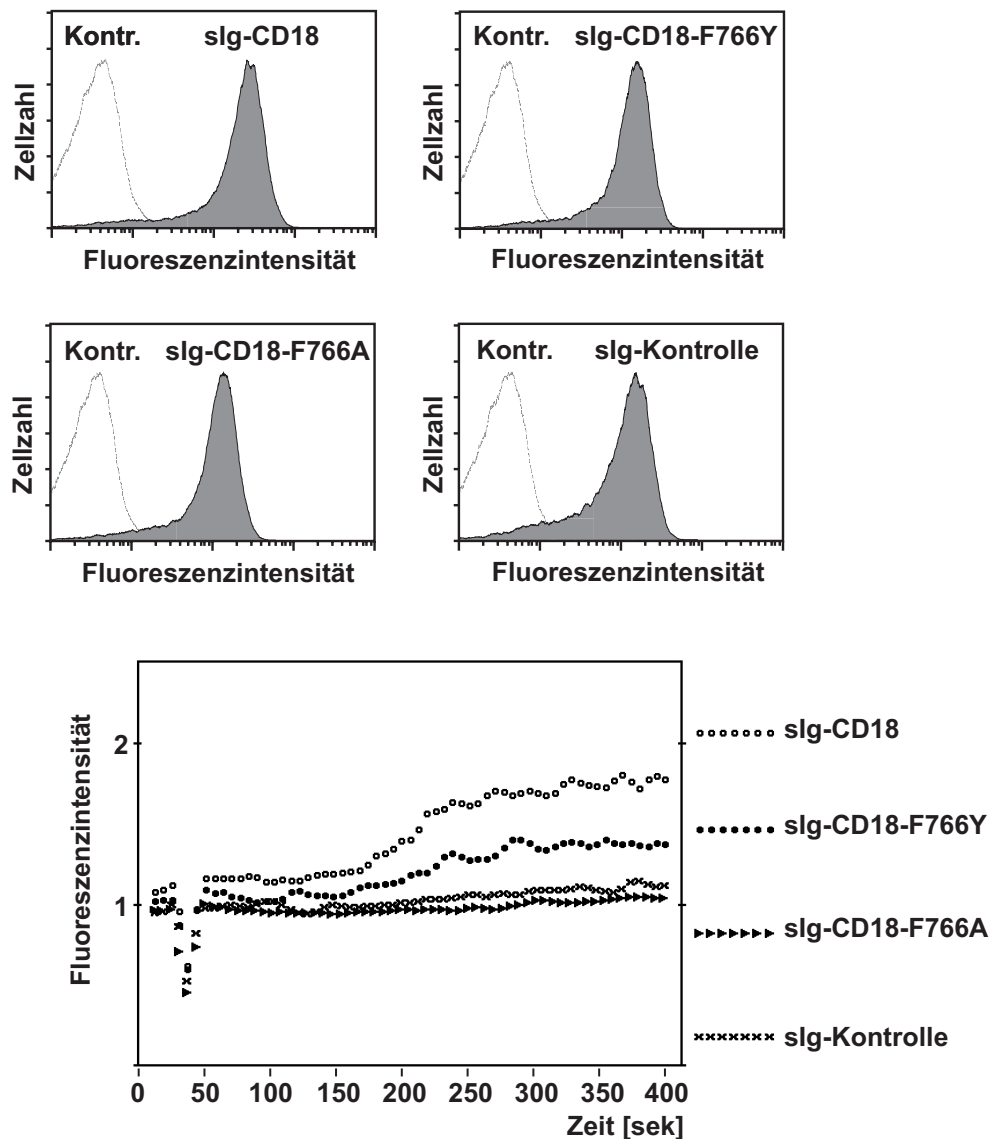 Kontr. sIg-CD18
Zellzahl
Fluoreszenzintensität
Kontr. sIg-CD18-F766Y
Zellzahl
Fluoreszenzintensität
Kontr. sIg-CD18-F766A
Zellzahl
Fluoreszenzintensität
Kontr. sIg-Kontrolle
Zellzahl
Fluoreszenzintensität
Fluoreszenzintensität
2
1
0 50 100 150 200 250 300 350 400
Zeit [sek]
sIg-CD18
sIg-CD18-F766Y
sIg-CD18-F766A
sIg-Kontrolle